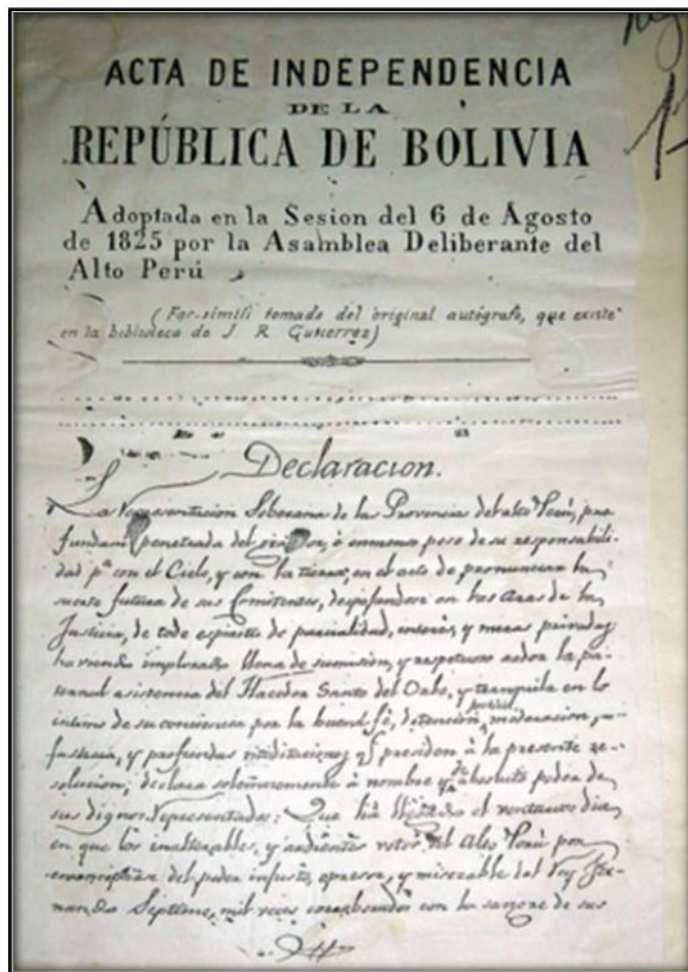 ACTA DE INDEPENDENCIA
DE LA
REPÚBLICA DE BOLIVIA
Adoptada en la Sesion del 6 de Agosto
de 1825 por la Asamblea Deliberante del
Alto Perú
(Fac-simili tomado del original autógrafo, que existe
en la biblioteca de J. R. Gutierrez)
Declaracion.
La Representacion Soberana de la Provincia del alto Perú, pro-
fundam penetrada del grandor, é inmenso peso de su responsabili-
dad pª con el Cielo, y con la tierra, en el acto de pronunciar la
suerte futura de sus Comitentes, despojandose en las aras de la
Justicia, de todo espiritu de parcialidad, interés, y miras privadas
haviendo implorado llena de sumision, y respetuoso ardor la pa-
ternal asistencia del Hacedor Santo del Orbe, y tranquila en lo
intimo de su conciencia por la buena fé, detencion, moderacion,
justicia, y profundas meditaciones qᵉ presiden á la presente re-
solucion, declara solemnemente á nombre y absoluto poder de
sus dignos Representados: Que há llegado el venturoso dia
en que los inalterables, y ardientes votos del alto Perú por
emanciparse del poder injusto, opresor, y miserable del Rey Fer-
nando Septimo, mil veces corroborados con la sangre de sus